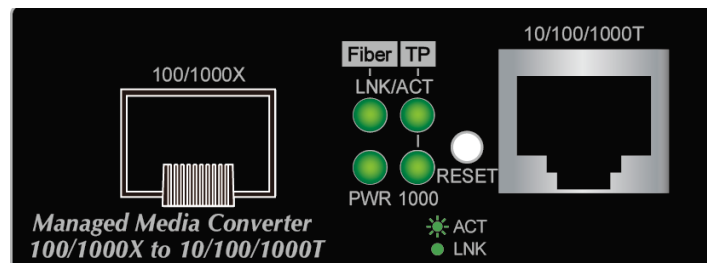 100/1000X
Fiber TP
LNK/ACT
PWR 1000
RESET
10/100/1000T
Managed Media Converter
100/1000X to 10/100/1000T
ACT
LNK